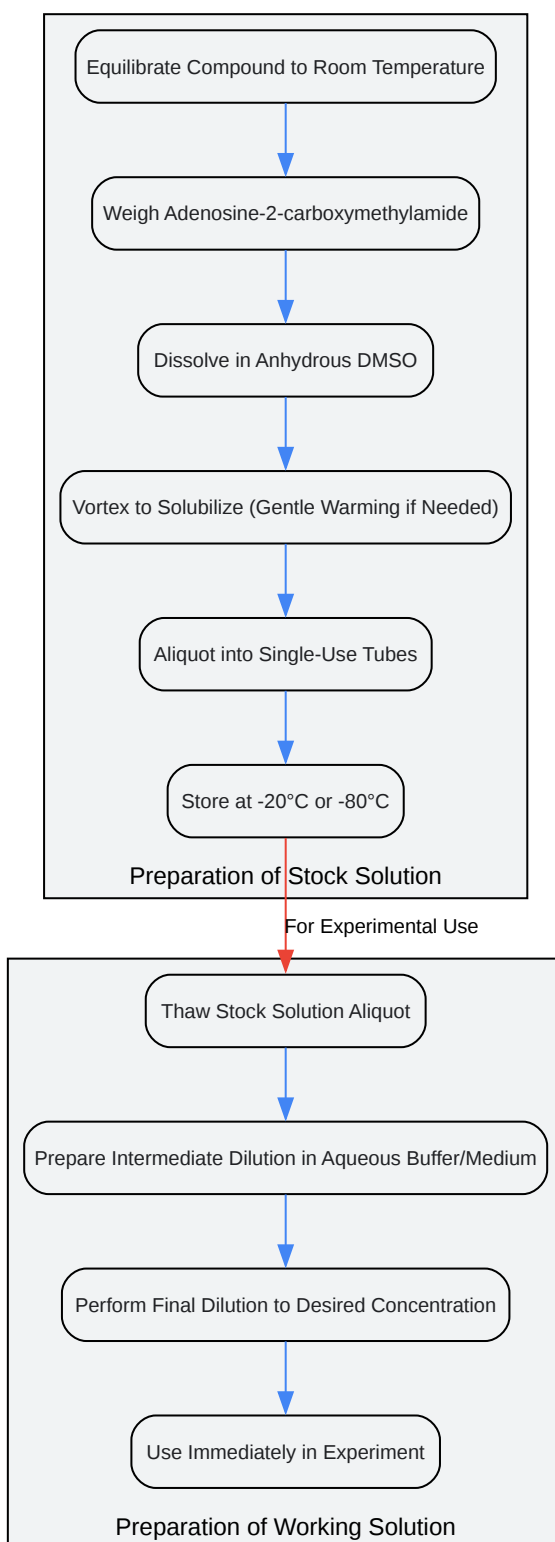 Equilibrate Compound to Room Temperature
Weigh Adenosine-2-carboxymethylamide
Dissolve in Anhydrous DMSO
Vortex to Solubilize (Gentle Warming if Needed)
Aliquot into Single-Use Tubes
Store at -20°C or -80°C
Preparation of Stock Solution
For Experimental Use
Thaw Stock Solution Aliquot
Prepare Intermediate Dilution in Aqueous Buffer/Medium
Perform Final Dilution to Desired Concentration
Use Immediately in Experiment
Preparation of Working Solution